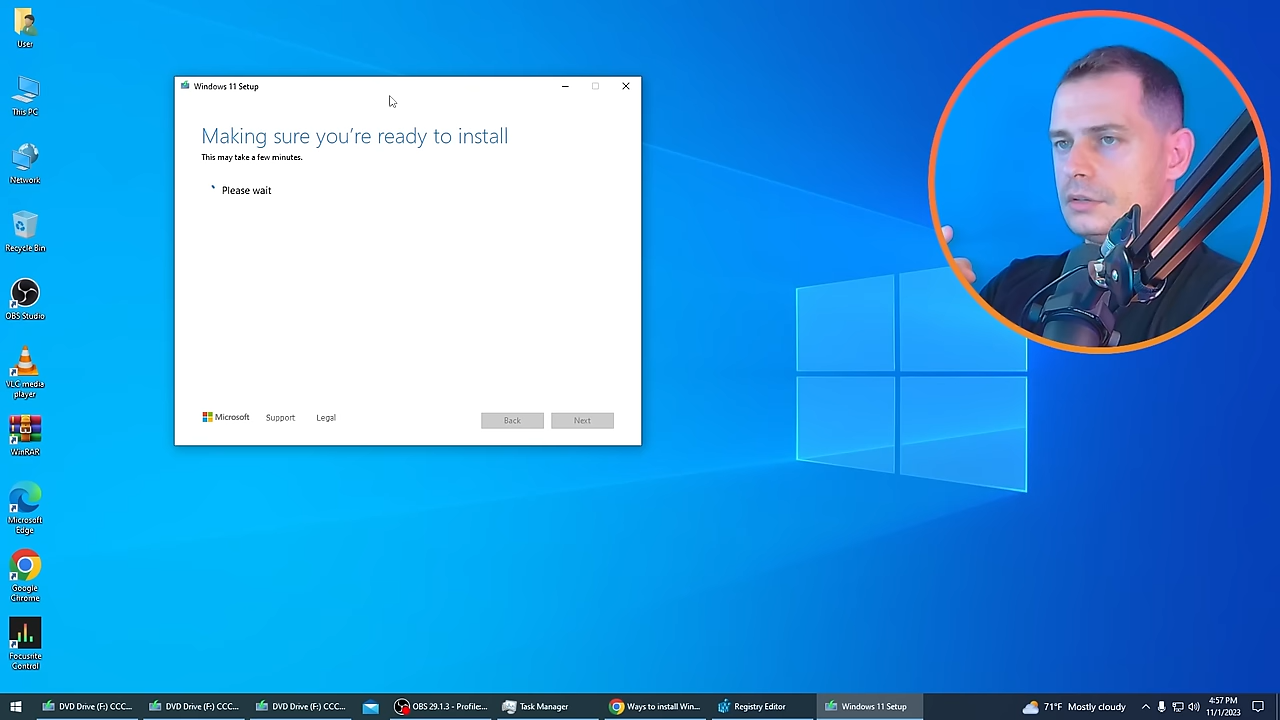 User
This PC
Network
Recycle Bin
OBS Studio
VLC media
player
WinRAR
Microsoft
Edge
Google
Chrome
Focusrite
Control
Windows 11 Setup
Making sure you're ready to install
This may take a few minutes.
Please wait
Microsoft
Support
Legal
Back
Next
DVD Drive (F:) CCC...
DVD Drive (F:) CCC...
DVD Drive (F:) CCC...
OBS 29.1.3 - Profile:...
Task Manager
Ways to install Win...
Registry Editor
Windows 11 Setup
71°F Mostly cloudy
4:57 PM
11/1/2023